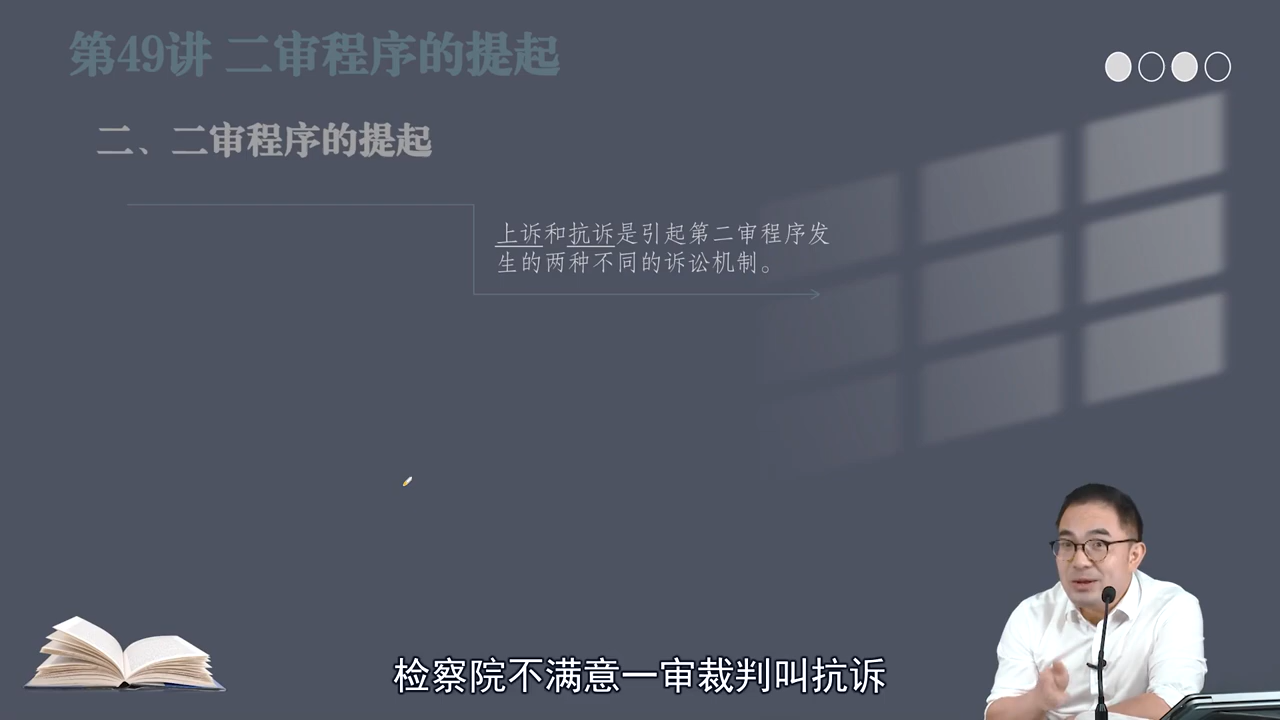 第49讲 二审程序的提起
二、二审程序的提起
上诉和抗诉是引起第二审程序发
生的两种不同的诉讼机制。
检察院不满意一审裁判叫抗诉